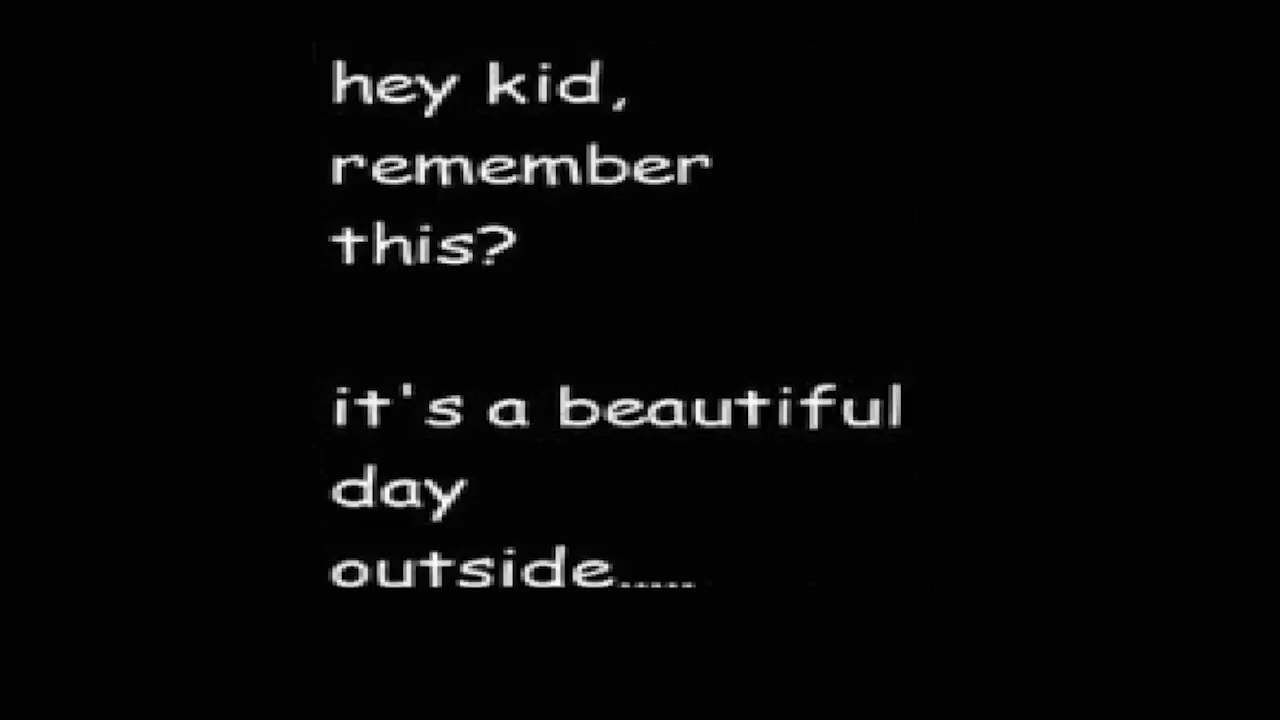 hey kid,
remember
this?
it's a beautiful
day
outside.....